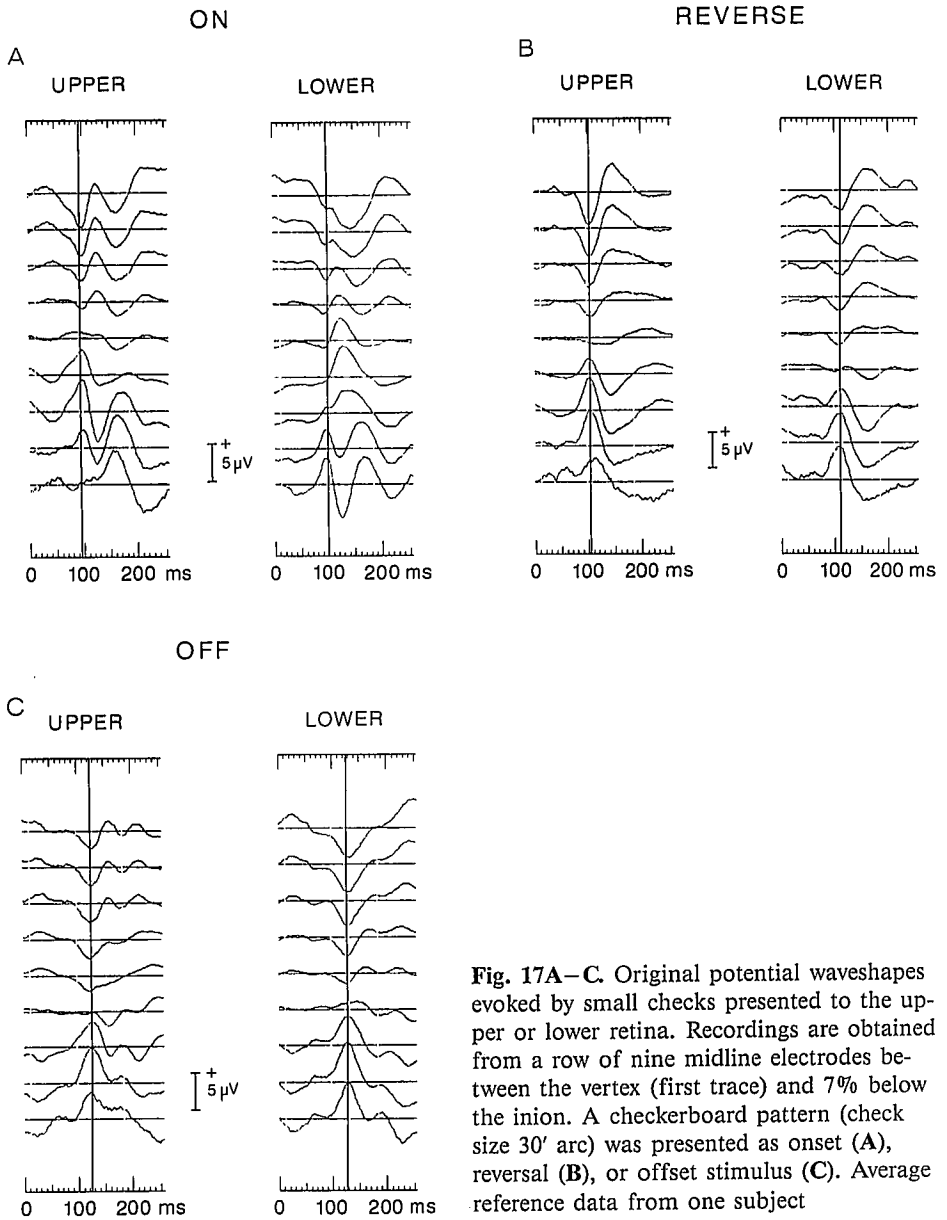 ON
REVERSE
A
B
UPPER
LOWER
UPPER
LOWER
+
5 µV
+
5 µV
0 100 200 ms
0 100 200 ms
0 100 200 ms
0 100 200 ms
OFF
C
UPPER
LOWER
+
5 µV
0 100 200 ms
0 100 200 ms
Fig. 17A–C. Original potential waveshapes
evoked by small checks presented to the up-
per or lower retina. Recordings are obtained
from a row of nine midline electrodes be-
tween the vertex (first trace) and 7% below
the inion. A checkerboard pattern (check
size 30′ arc) was presented as onset (A),
reversal (B), or offset stimulus (C). Average
reference data from one subject